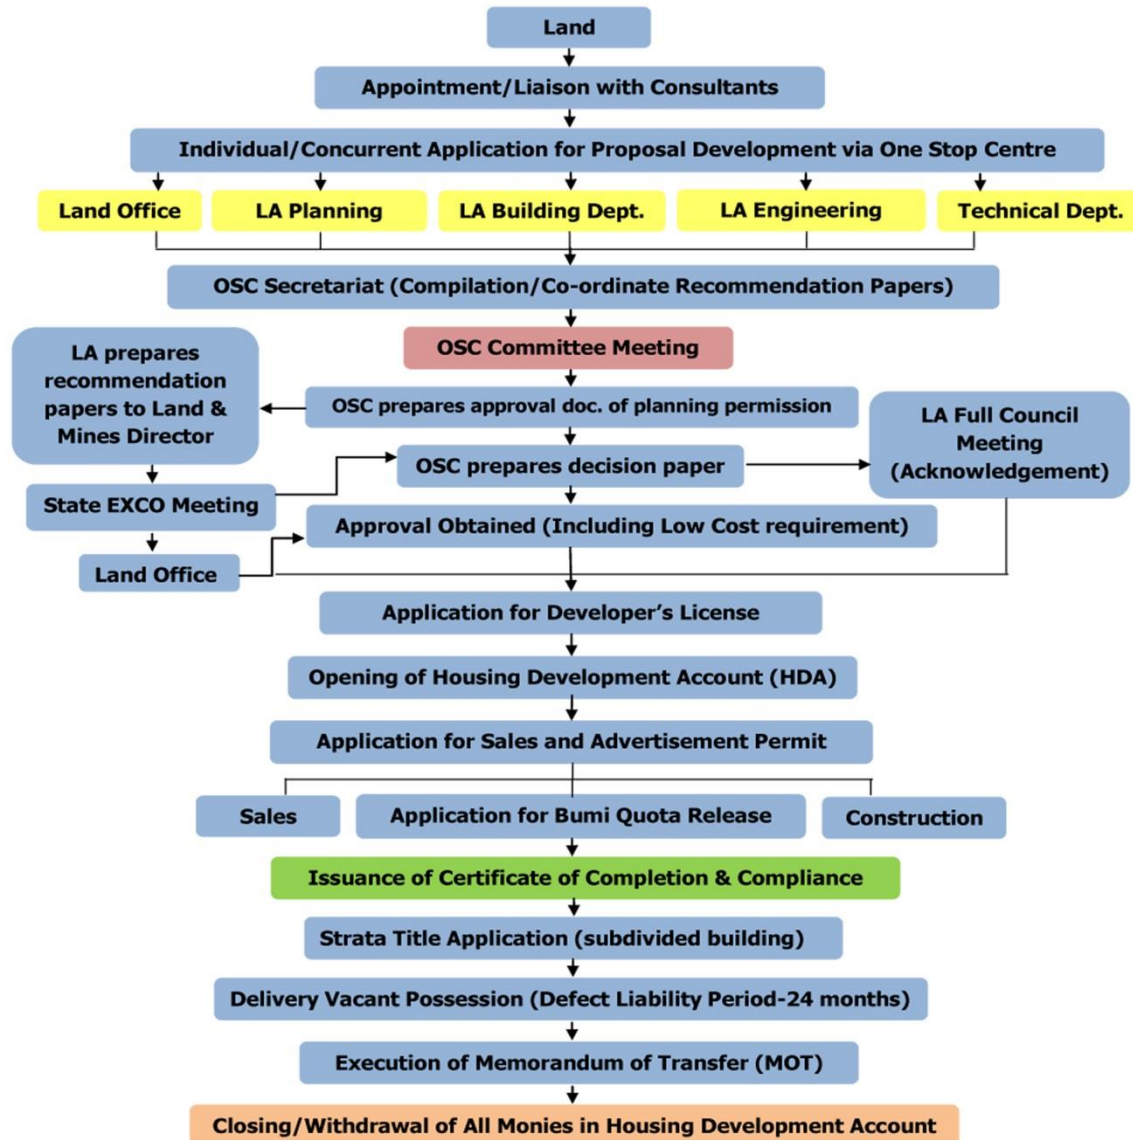 Land
Appointment/Liaison with Consultants
Individual/Concurrent Application for Proposal Development via One Stop Centre
Land Office
LA Planning
LA Building Dept.
LA Engineering
Technical Dept.
OSC Secretariat (Compilation/Co-ordinate Recommendation Papers)
OSC Committee Meeting
LA prepares
recommendation
papers to Land &
Mines Director
OSC prepares approval doc. of planning permission
LA Full Council
Meeting
(Acknowledgement)
OSC prepares decision paper
State EXCO Meeting
Approval Obtained (Including Low Cost requirement)
Land Office
Application for Developer’s License
Opening of Housing Development Account (HDA)
Application for Sales and Advertisement Permit
Sales
Application for Bumi Quota Release
Construction
Issuance of Certificate of Completion & Compliance
Strata Title Application (subdivided building)
Delivery Vacant Possession (Defect Liability Period-24 months)
Execution of Memorandum of Transfer (MOT)
Closing/Withdrawal of All Monies in Housing Development Account